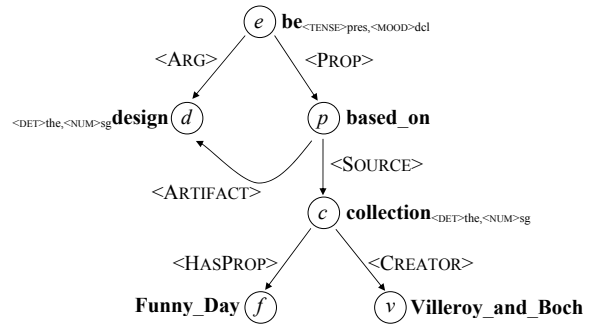 e be<TENSE>pres,<MOOD>dcl
<ARG> <PROP>
<DET>the,<NUM>sg design d p based_on
<SOURCE>
<ARTIFACT>
c collection<DET>the,<NUM>sg
<HASPROP> <CREATOR>
Funny_Day f v Villeroy_and_Boch